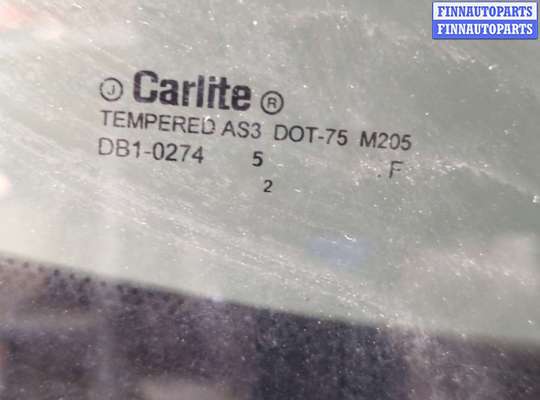 FINNAUTOPARTS
FINNAUTOPARTS
J Carlite ®
TEMPERED AS3 DOT-75 M205
DB1-0274 5 . F
2